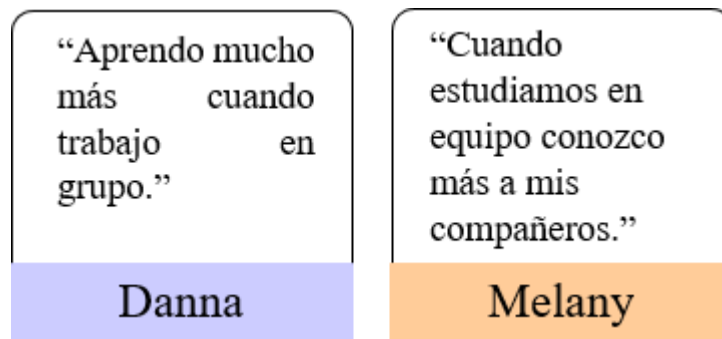 “Aprendo mucho
más cuando
trabajo en
grupo.”
Danna
“Cuando
estudiamos en
equipo conozco
más a mis
compañeros.”
Melany